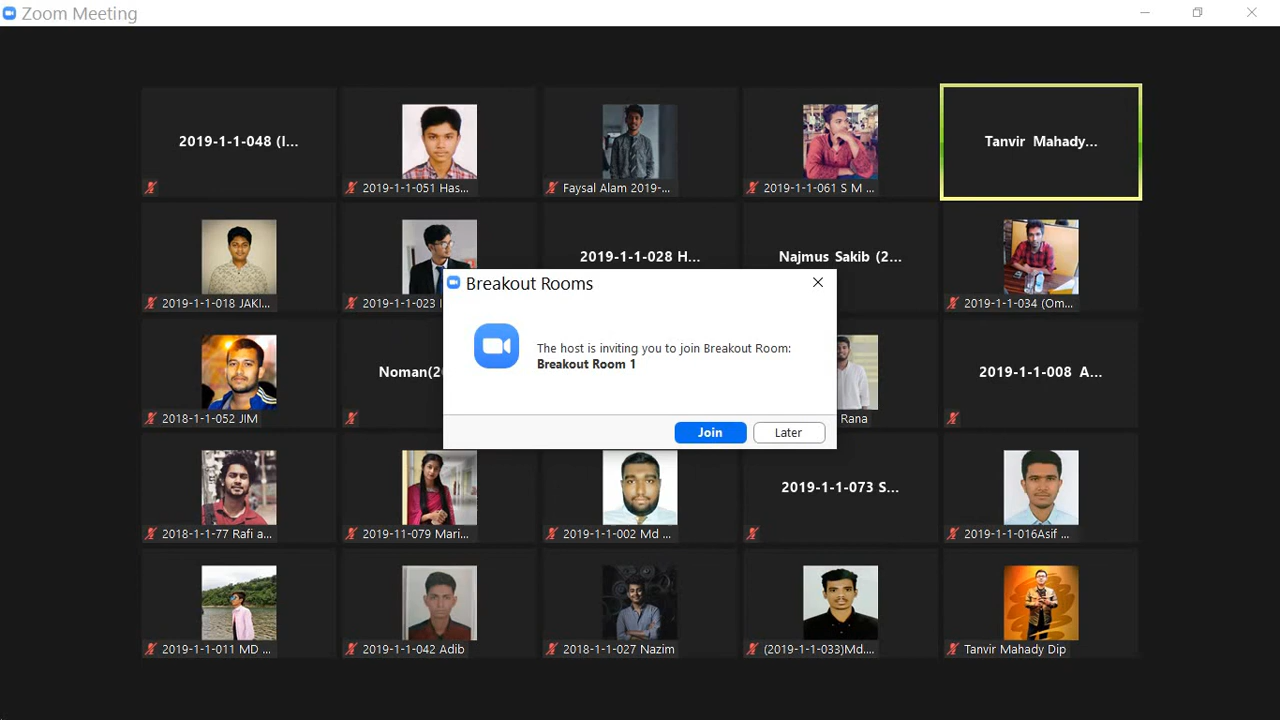 Zoom Meeting
2019-1-1-048 (I...
2019-1-1-051 Has...
Faysal Alam 2019-...
2019-1-1-061 S M ...
Tanvir Mahady...
2019-1-1-018 JAKI...
2019-1-1-023
2019-1-1-028 H...
Najmus Sakib (2...
2019-1-1-034 (Om...
Breakout Rooms
The host is inviting you to join Breakout Room:
Breakout Room 1
Join
Later
2018-1-1-052 JIM
Noman(2
Rana
2019-1-1-008 A...
2018-1-1-77 Rafi a...
2019-11-079 Mari...
2019-1-1-002 Md ...
2019-1-1-073 S...
2019-1-1-016Asif ...
2019-1-1-011 MD ...
2019-1-1-042 Adib
2018-1-1-027 Nazim
(2019-1-1-033)Md....
Tanvir Mahady Dip